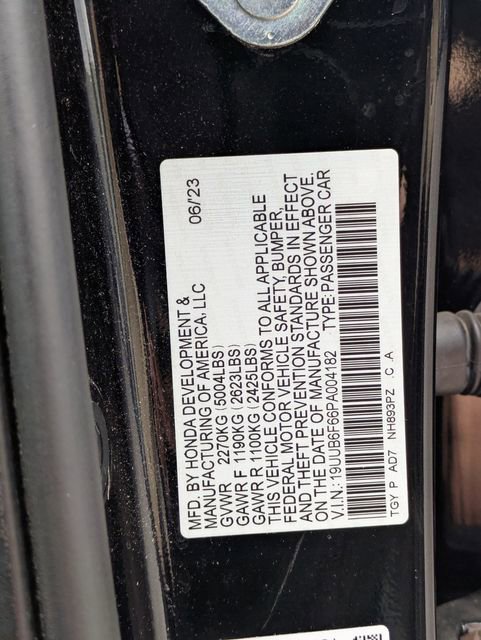 MFD. BY HONDA DEVELOPMENT & 06/'23
MANUFACTURING OF AMERICA, LLC
GVWR 2270KG (5004LBS)
GAWR F 1190KG (2623LBS)
GAWR R 1100KG (2425LBS)
THIS VEHICLE CONFORMS TO ALL APPLICABLE
FEDERAL MOTOR VEHICLE SAFETY, BUMPER,
AND THEFT PREVENTION STANDARDS IN EFFECT
ON THE DATE OF MANUFACTURE SHOWN ABOVE.
V.I.N: 19UUB6F66PA004182 TYPE:PASSENGER CAR
TGY P AD7 NH893PZ C A